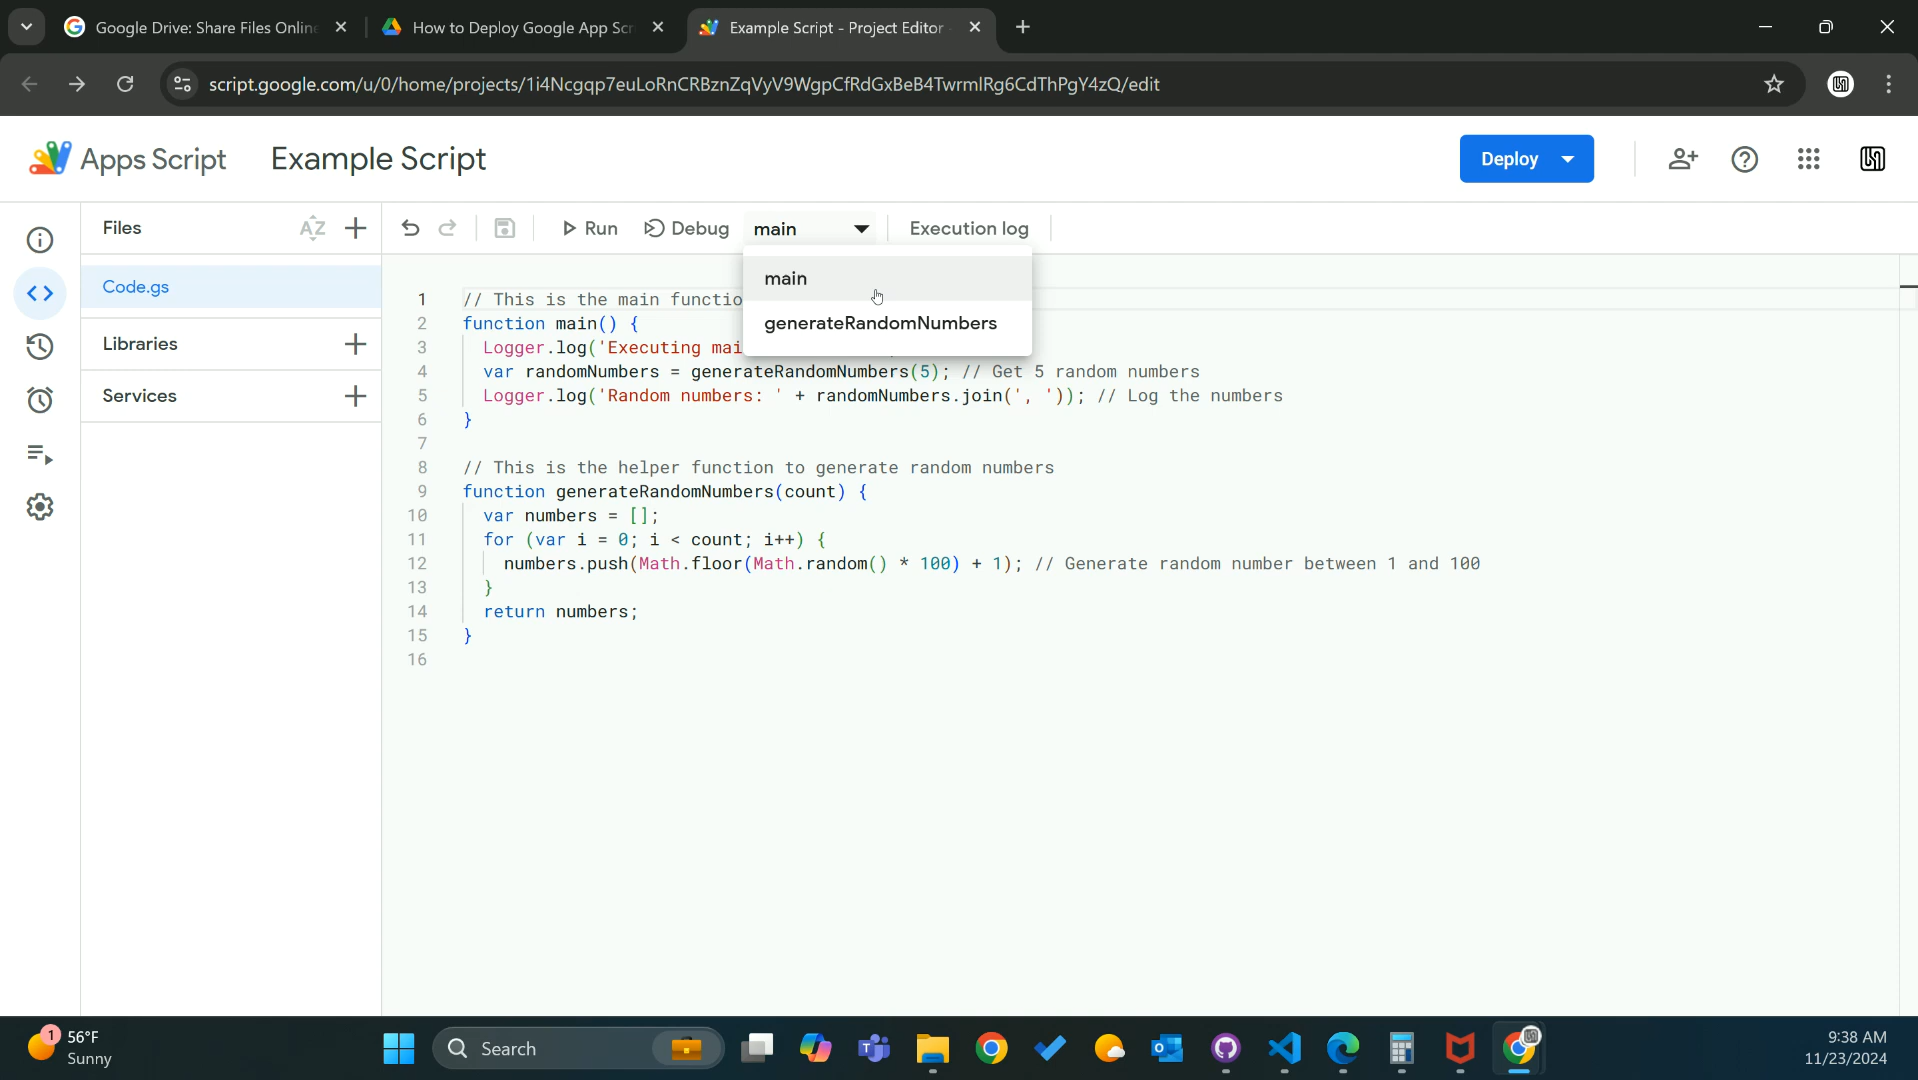 Google Drive: Share Files Onlin
How to Deploy Google App Scr
Example Script - Project Editor
script.google.com/u/0/home/projects/1i4Ncgqp7euLoRnCRBznZqVyV9WgpCfRdGxBeB4TwrmlRg6CdThPgY4zQ/edit
Apps Script
Example Script
Deploy
Files
AZ
Run
Debug
main
Execution log
Code.gs
Libraries
Services
main
generateRandomNumbers
1 // This is the main functio
2 function main() {
3 Logger.log('Executing mai
4 var randomNumbers = generateRandomNumbers(5); // Get 5 random numbers
5 Logger.log('Random numbers: ' + randomNumbers.join(', ')); // Log the numbers
6 }
7
8 // This is the helper function to generate random numbers
9 function generateRandomNumbers(count) {
10 var numbers = [];
11 for (var i = 0; i < count; i++) {
12 numbers.push(Math.floor(Math.random() * 100) + 1); // Generate random number between 1 and 100
13 }
14 return numbers;
15 }
16
1
56°F
Sunny
Search
9:38 AM
11/23/2024